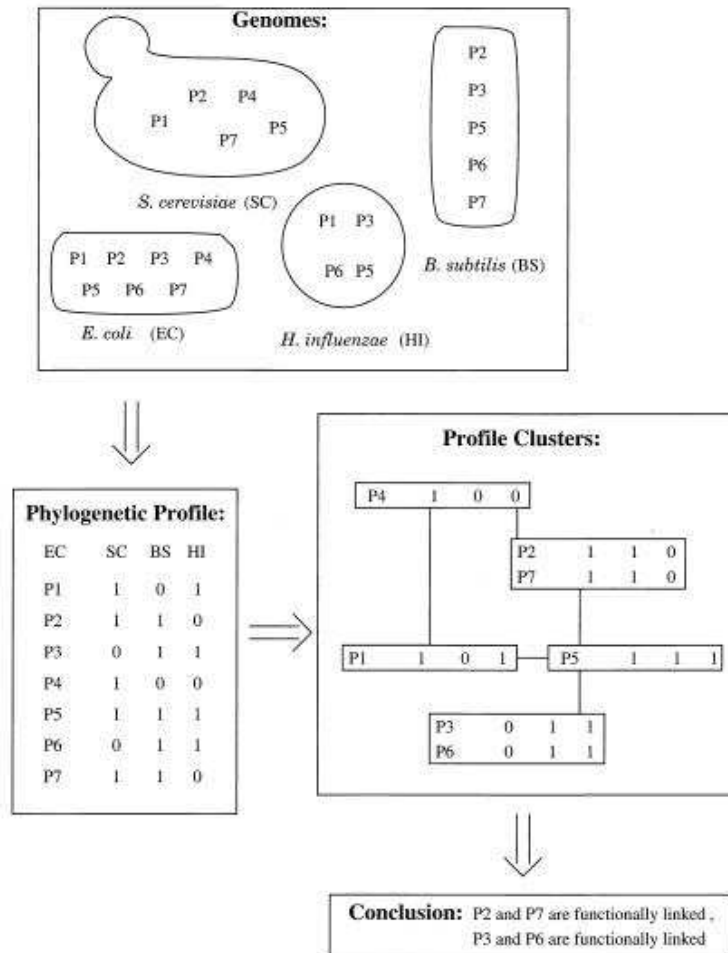 Genomes:
P2 P4
P1 P5
P7
S. cerevisiae (SC)
P2
P3
P5
P6
P7
B. subtilis (BS)
P1 P2 P3 P4
P5 P6 P7
E. coli (EC)
P1 P3
P6 P5
H. influenzae (HI)
Phylogenetic Profile:
EC SC BS HI
P1 1 0 1
P2 1 1 0
P3 0 1 1
P4 1 0 0
P5 1 1 1
P6 0 1 1
P7 1 1 0
Profile Clusters:
P4 1 0 0
P2 1 1 0
P7 1 1 0
P1 1 0 1
P5 1 1 1
P3 0 1 1
P6 0 1 1
Conclusion: P2 and P7 are functionally linked ,
P3 and P6 are functionally linked